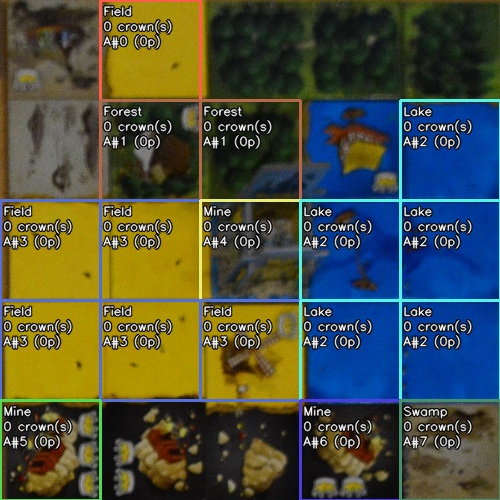 Field
0 crown(s)
A#0 (0p)
Forest
0 crown(s)
A#1 (0p)
Forest
0 crown(s)
A#1 (0p)
Lake
0 crown(s)
A#2 (0p)
Field
0 crown(s)
A#3 (0p)
Field
0 crown(s)
A#3 (0p)
Mine
0 crown(s)
A#4 (0p)
Lake
0 crown(s)
A#2 (0p)
Lake
0 crown(s)
A#2 (0p)
Field
0 crown(s)
A#3 (0p)
Field
0 crown(s)
A#3 (0p)
Field
0 crown(s)
A#3 (0p)
Lake
0 crown(s)
A#2 (0p)
Lake
0 crown(s)
A#2 (0p)
Mine
0 crown(s)
A#5 (0p)
Mine
0 crown(s)
A#6 (0p)
Swamp
0 crown(s)
A#7 (0p)